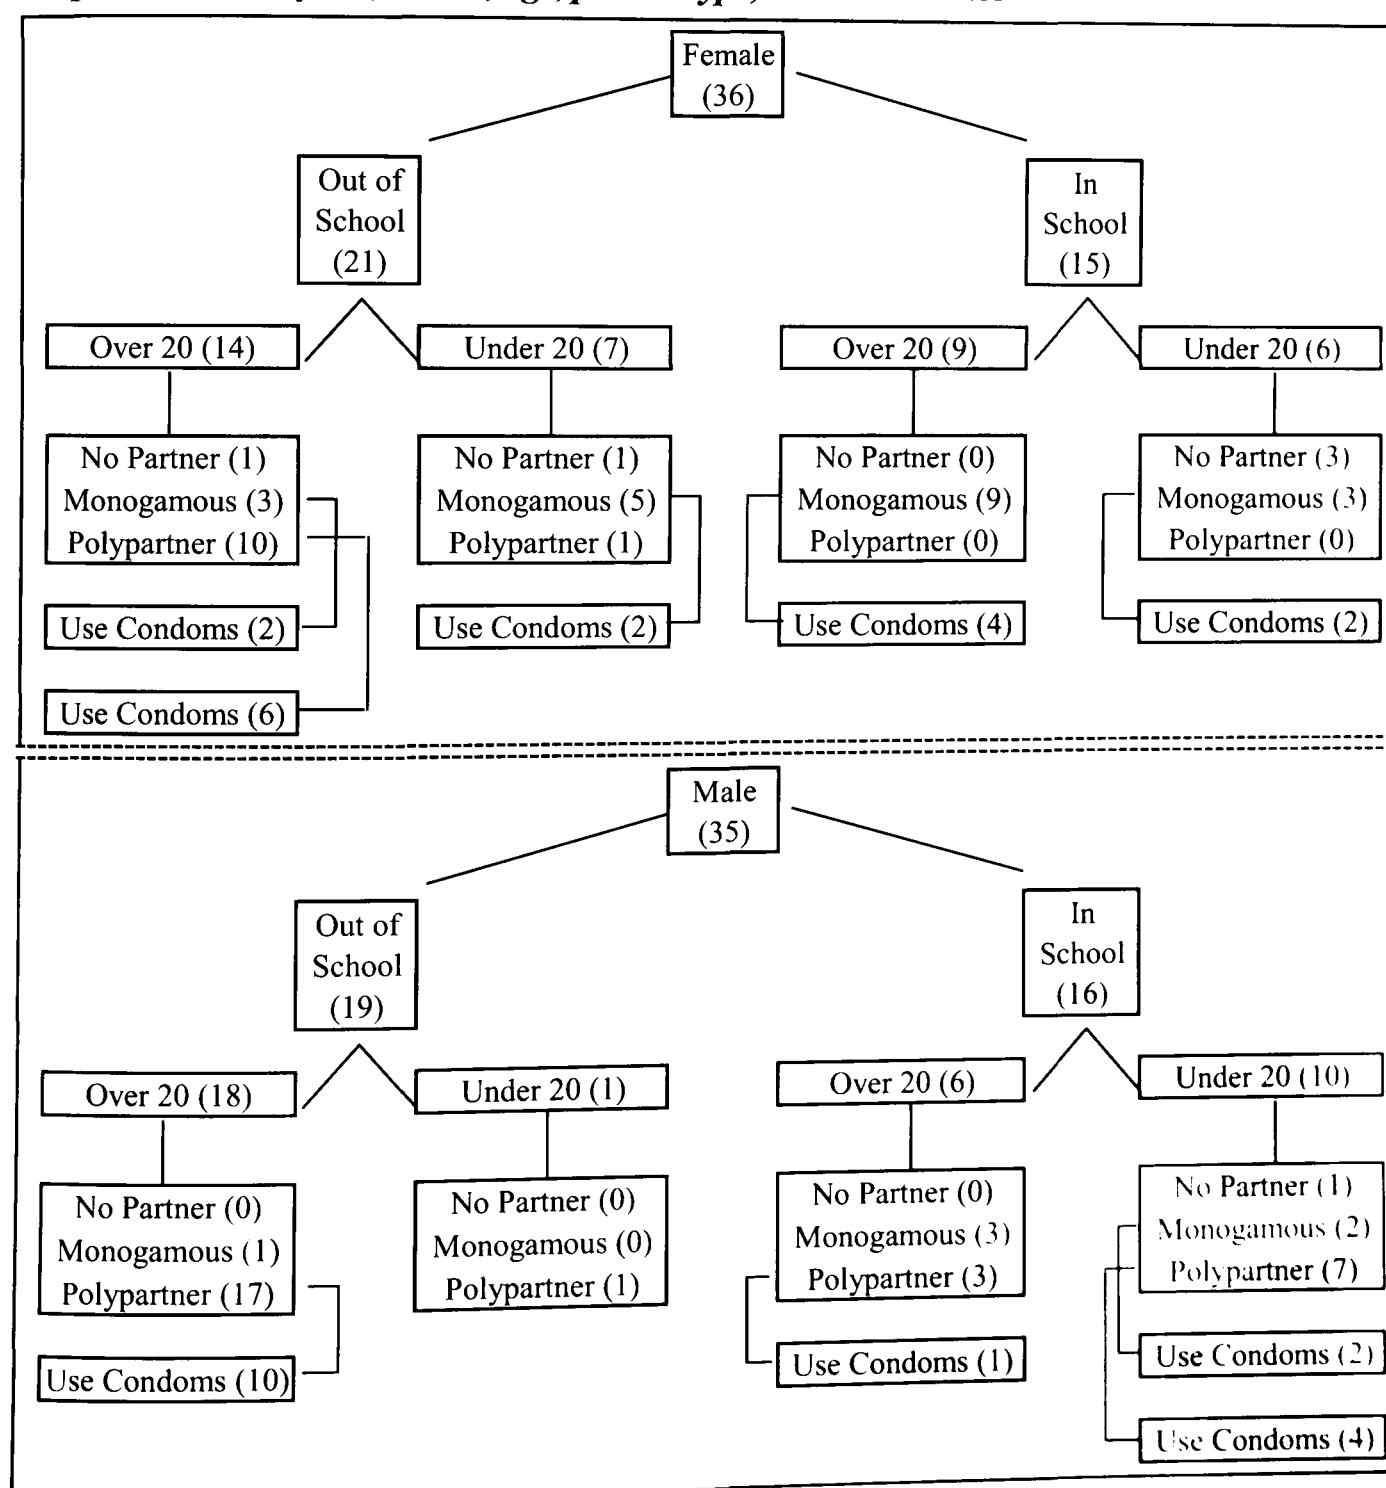 Female
(36)
Out of
School
(21)
In
School
(15)
Over 20 (14)
Under 20 (7)
Over 20 (9)
Under 20 (6)
No Partner (1)
Monogamous (3)
Polypartner (10)
No Partner (1)
Monogamous (5)
Polypartner (1)
No Partner (0)
Monogamous (9)
Polypartner (0)
No Partner (3)
Monogamous (3)
Polypartner (0)
Use Condoms (2)
Use Condoms (2)
Use Condoms (4)
Use Condoms (2)
Use Condoms (6)
Male
(35)
Out of
School
(19)
In
School
(16)
Over 20 (18)
Under 20 (1)
Over 20 (6)
Under 20 (10)
No Partner (0)
Monogamous (1)
Polypartner (17)
No Partner (0)
Monogamous (0)
Polypartner (1)
No Partner (0)
Monogamous (3)
Polypartner (3)
No Partner (1)
Monogamous (2)
Polypartner (7)
Use Condoms (10)
Use Condoms (1)
Use Condoms (2)
Use Condoms (4)